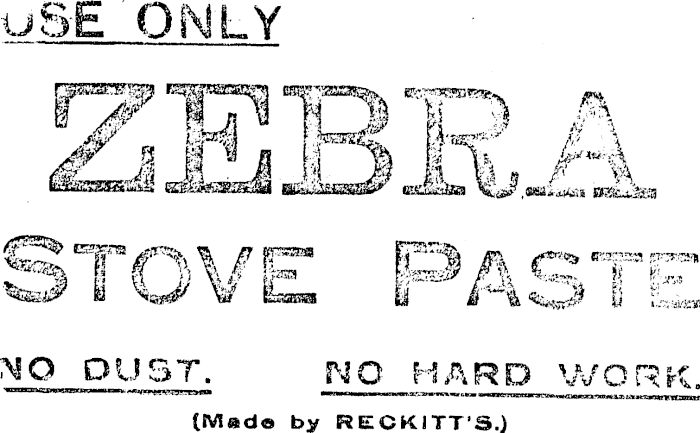 USE ONLY
ZEBRA
STOVE PASTE
NO DUST. NO HARD WORK.
(Made by RECKITT'S.)